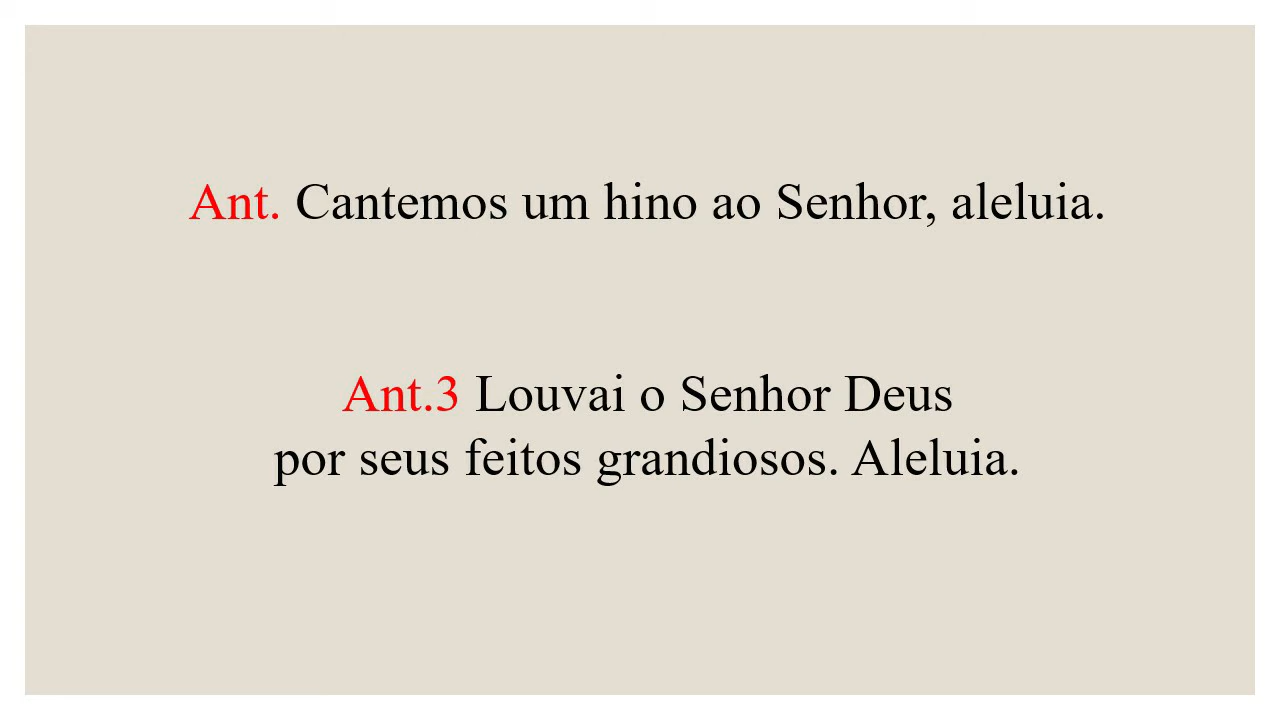 Ant. Cantemos um hino ao Senhor, aleluia.
Ant.3 Louvai o Senhor Deus
por seus feitos grandiosos. Aleluia.